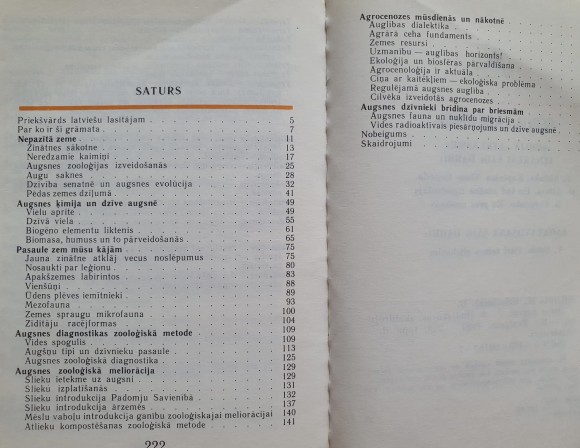 SATURS
Priekšvārds latviešu lasītājam 5
Par ko ir šī grāmata 7
Nepazītā zeme 11
Zinātnes sākotne 13
Neredzamie kaimiņi 17
Augsnes zooloģijas izveidošanās 25
Augu saknes 28
Dzīvība senatnē un augsnes evolūcija 32
Pēdas zemes dziļumā 41
Augsnes ķīmija un dzīve augsnē 49
Vielu aprite 49
Dzīvā viela 55
Biogēno elementu liktenis 61
Biomasa, humuss un to pārveidošanās 65
Pasaule zem mūsu kājām 75
Jauna zinātne atklāj vecus noslēpumus 75
Nosaukti par leģionu 80
Apakšzemes labirintos 83
Vienšūņi 88
Ūdens plēves iemītnieki 89
Mezofauna 93
Zemes spraugu mikrofauna 100
Zīdītāju racējformas 104
Augsnes diagnostikas zooloģiskā metode 109
Vides spogulis 109
Augšņu tipi un dzīvnieku pasaule 113
Augsnes zooloģiskā diagnostika 125
Augsnes zooloģiskā meliorācija 129
Slieku ietekme uz augsni 129
Slieku izplatīšanās 131
Slieku introdukcija Padomju Savienībā 132
Slieku introdukcija ārzemēs 137
Mēslu vaboļu introdukcija ganību zooloģiskajai meliorācijai 140
Atlieku kompostēšanas zooloģiskā metode 141
222
Agrocenozes mūsdienās un nākotnē
Auglības dialektika
Agrārā ceha fundaments
Zemes resursi
Uzmanību — auglības horizonts!
Ekoloģija un biosfēras pārvaldīšana
Agrocenoloģija ir aktuāla
Cīņa ar kaitēkļiem — ekoloģiska problēma
Regulējamā augsnes auglība
Cilvēka izveidotās agrocenozes
Augsnes dzīvnieki brīdina par briesmām
Augsnes fauna un nuklīdu migrācija
Vides radioaktīvais piesārņojums un dzīve augsnē
Nobeigums
Skaidrojumi